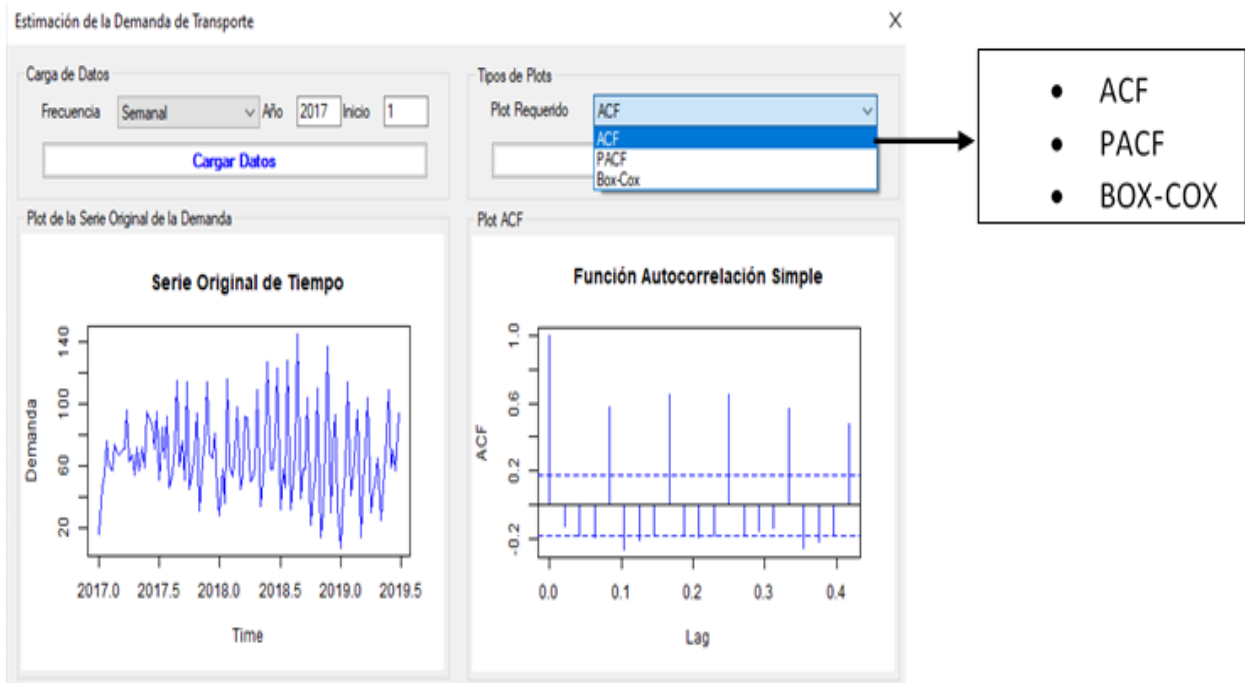 Estimación de la Demanda de Transporte
X
Carga de Datos
Frecuencia Semanal Año 2017 Inicio 1
Cargar Datos
Tipos de Plots
Plot Requerido ACF
ACF
PACF
Box-Cox
• ACF
• PACF
• BOX-COX
Plot de la Serie Original de la Demanda
Serie Original de Tiempo
Demanda
140
100
60
20
2017.0 2017.5 2018.0 2018.5 2019.0 2019.5
Time
Plot ACF
Función Autocorrelación Simple
ACF
1.0
0.6
0.2
-0.2
0.0 0.1 0.2 0.3 0.4
Lag